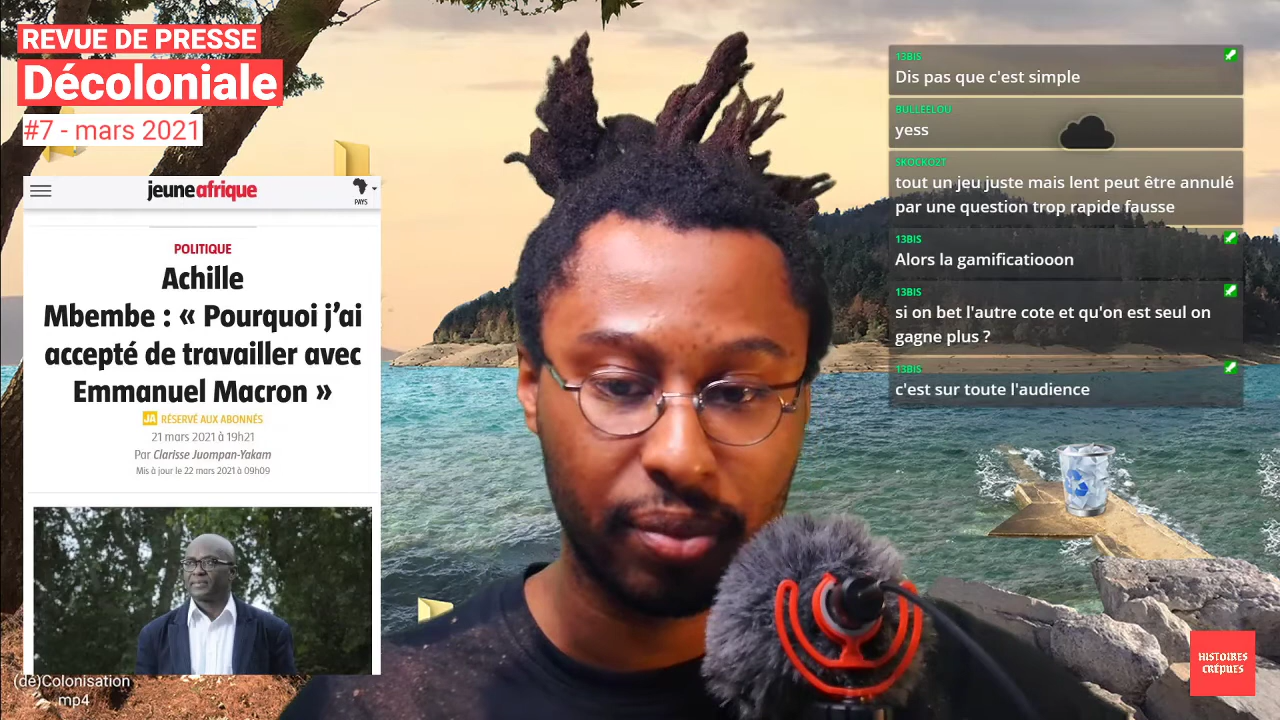 REVUE DE PRESSE
Décoloniale
#7 - mars 2021
jeuneafrique
PAYS
POLITIQUE
Achille
Mbembe : « Pourquoi j'ai
accepté de travailler avec
Emmanuel Macron »
JA RÉSERVÉ AUX ABONNÉS
21 mars 2021 à 19h21
Par Clarisse Juompan-Yakam
Mis à jour le 22 mars 2021 à 09h09
(dé)Colonisation
mp4
13BIS
Dis pas que c'est simple
BULLEELOU
yess
SKOCKO2T
tout un jeu juste mais lent peut être annulé
par une question trop rapide fausse
13BIS
Alors la gamificatiooon
13BIS
si on bet l'autre cote et qu'on est seul on
gagne plus ?
13BIS
c'est sur toute l'audience
HISTOIRES
CRÉPUES